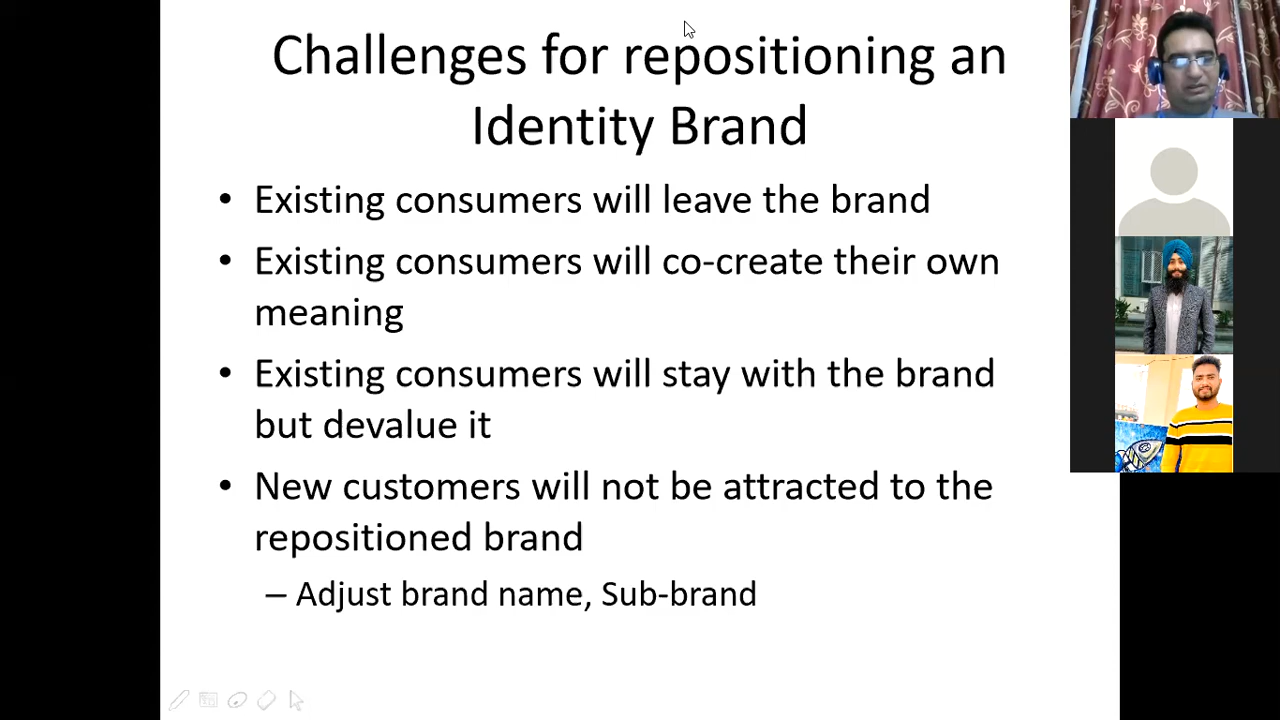 Challenges for repositioning an
Identity Brand
• Existing consumers will leave the brand
• Existing consumers will co-create their own
meaning
• Existing consumers will stay with the brand
but devalue it
• New customers will not be attracted to the
repositioned brand
– Adjust brand name, Sub-brand